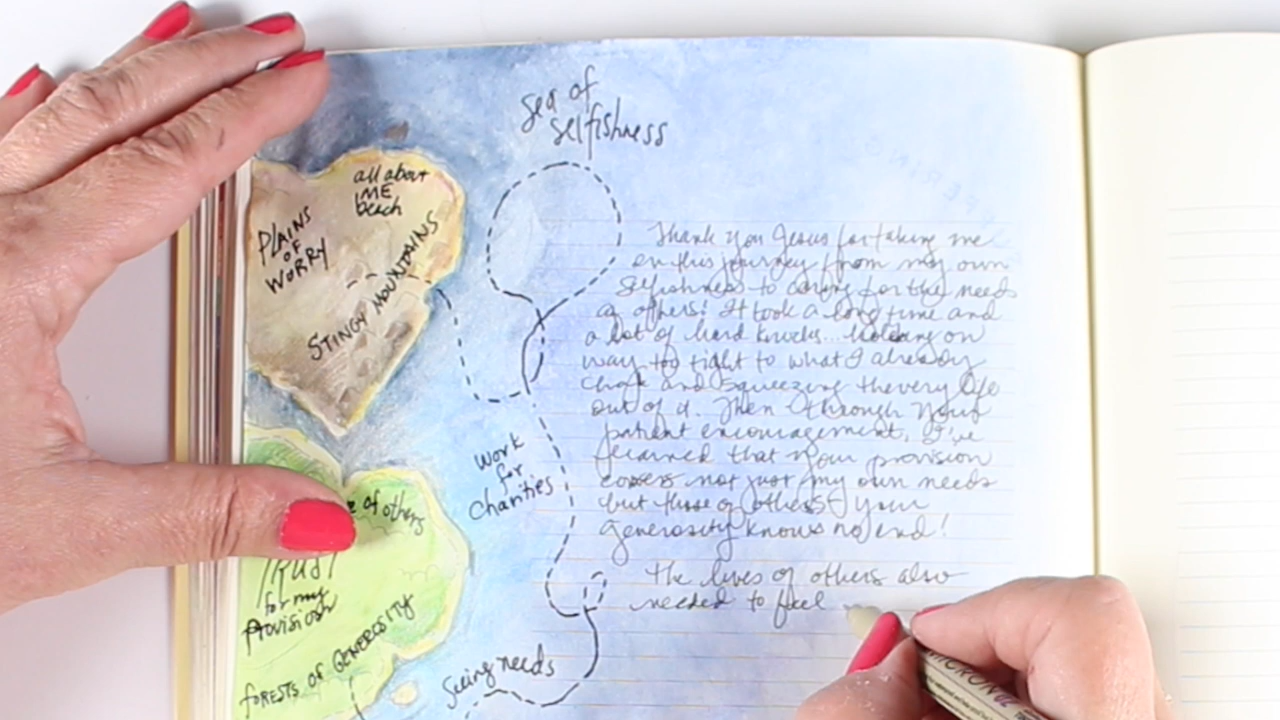 sea of
selfishness
all about
ME
beach
PLAINS
OF
WORRY
STINGY MOUNTAINS
work
for
charities
e of others
TRUST
for my
Provision
FORESTS OF GENEROSITY
seeing needs
Thank you Jesus for taking me
on this journey from my own
selfishness to caring for the needs
of others! It took a long time and
a lot of hard knocks... holding on
way too tight to what I already
and squeezing the very life
out of it. Then through your
patient encouragement, I've
learned that your provision
covers not just my own needs
but those of others & your
generosity knows no end!
The lives of others also
needed to feel
MICRON